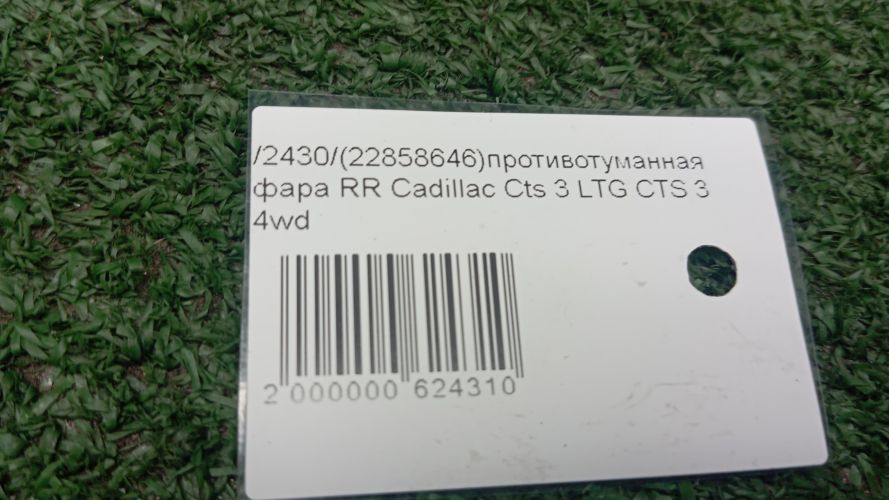 /2430/(22858646)противотуманная
фара RR Cadillac Cts 3 LTG CTS 3
4wd
2 000000 624310